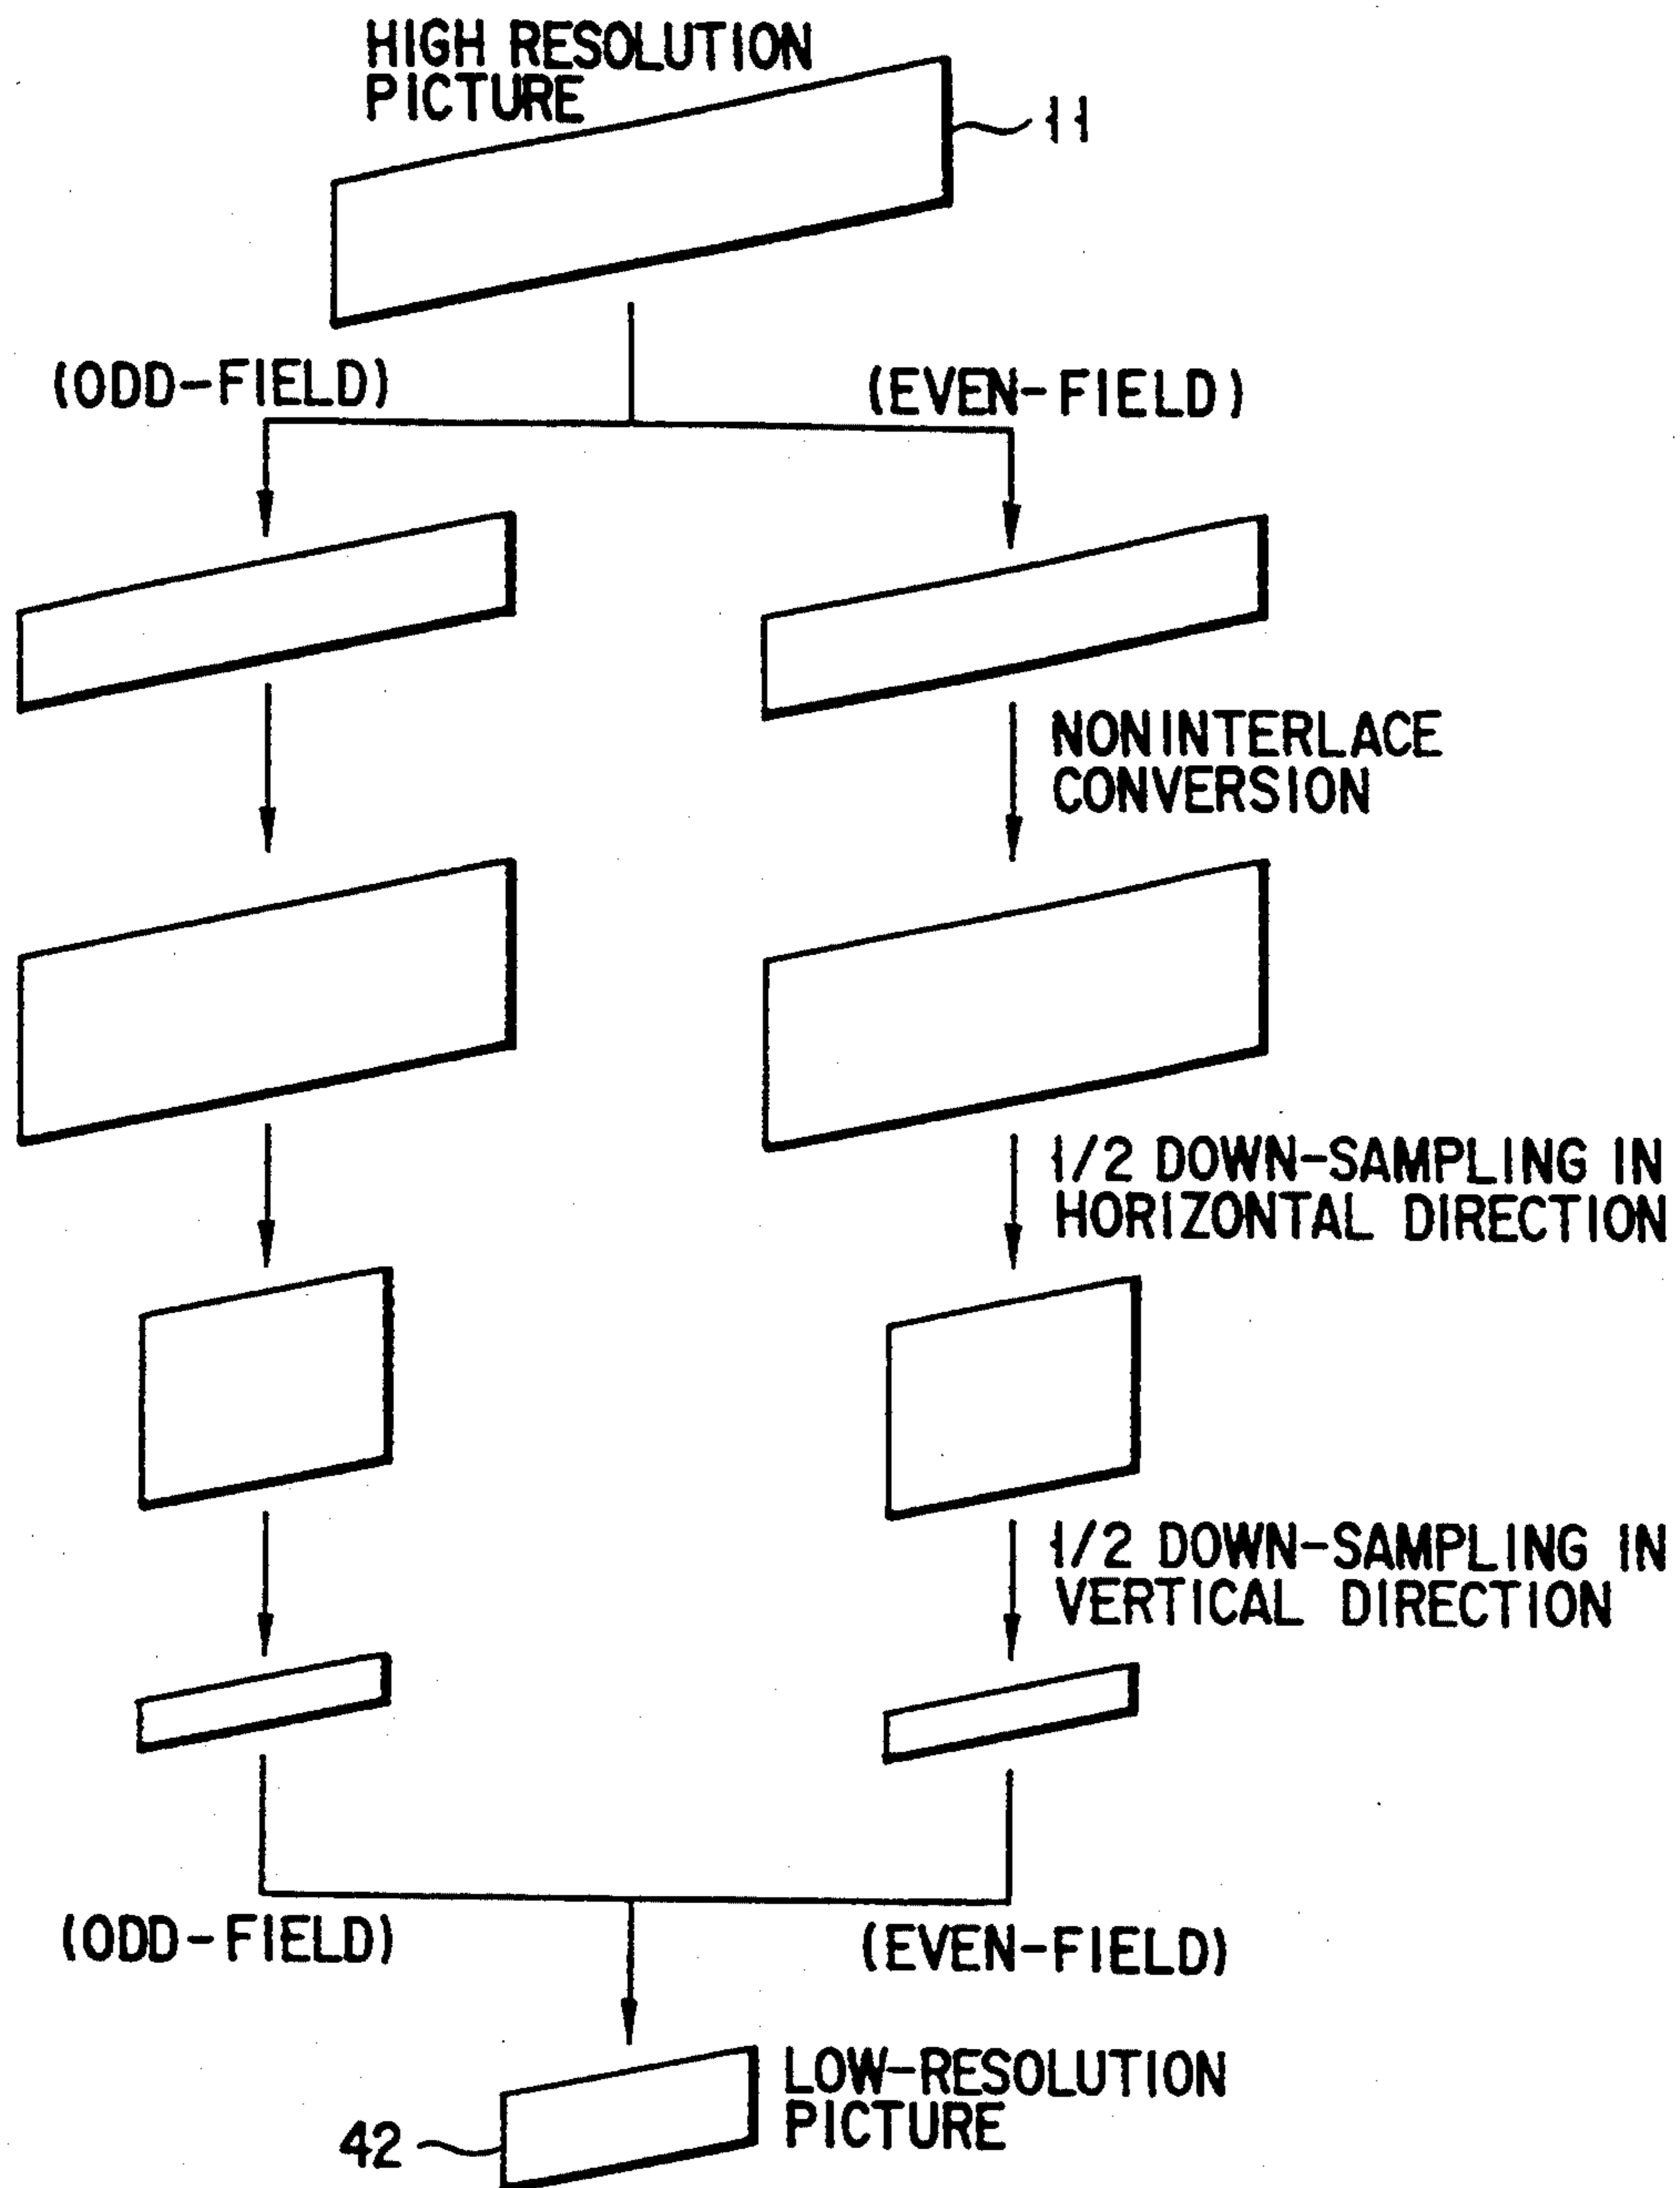 HIGH RESOLUTION
PICTURE
11
(ODD-FIELD)
(EVEN-FIELD)
NONINTERLACE
CONVERSION
1/2 DOWN-SAMPLING IN
HORIZONTAL DIRECTION
1/2 DOWN-SAMPLING IN
VERTICAL DIRECTION
(ODD-FIELD)
(EVEN-FIELD)
LOW-RESOLUTION
PICTURE
42